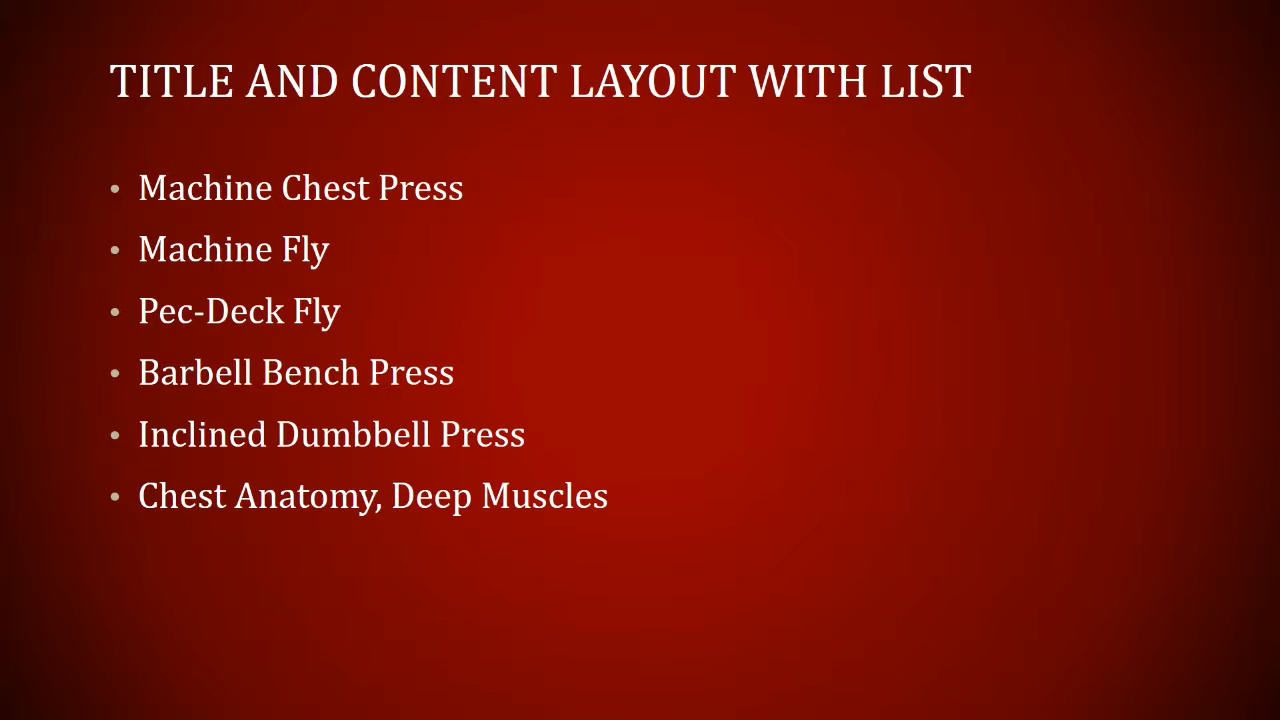 TITLE AND CONTENT LAYOUT WITH LIST
• Machine Chest Press
• Machine Fly
• Pec-Deck Fly
• Barbell Bench Press
• Inclined Dumbbell Press
• Chest Anatomy, Deep Muscles